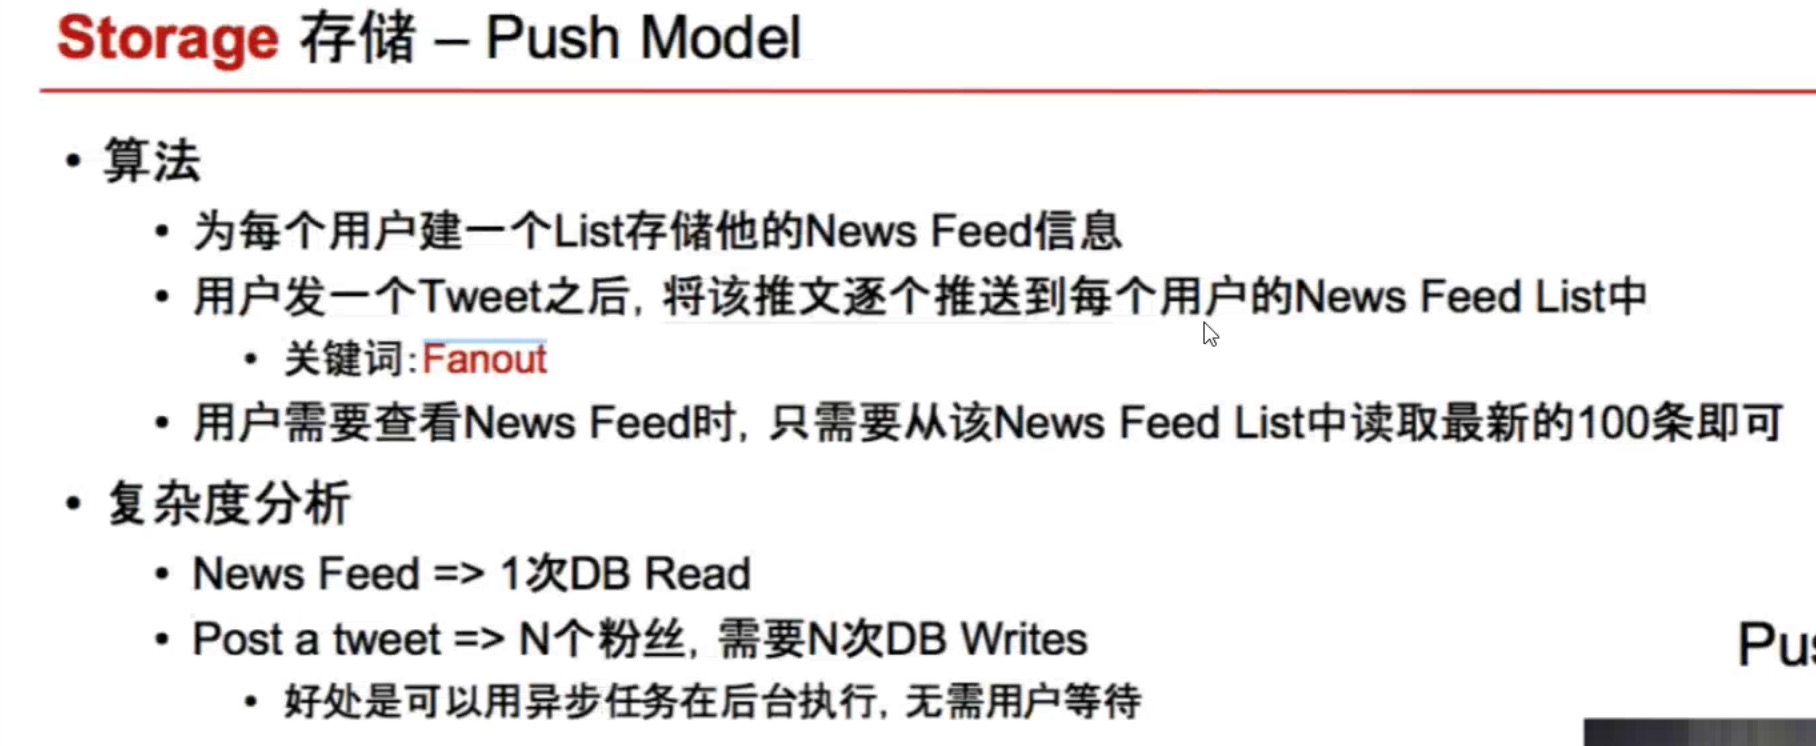 Storage 存储 – Push Model
• 算法
• 为每个用户建一个List存储他的News Feed信息
• 用户发一个Tweet之后, 将该推文逐个推送到每个用户的News Feed List中
• 关键词:Fanout
• 用户需要查看News Feed时, 只需要从该News Feed List中读取最新的100条即可
• 复杂度分析
• News Feed => 1次DB Read
• Post a tweet => N个粉丝, 需要N次DB Writes
• 好处是可以用异步任务在后台执行, 无需用户等待